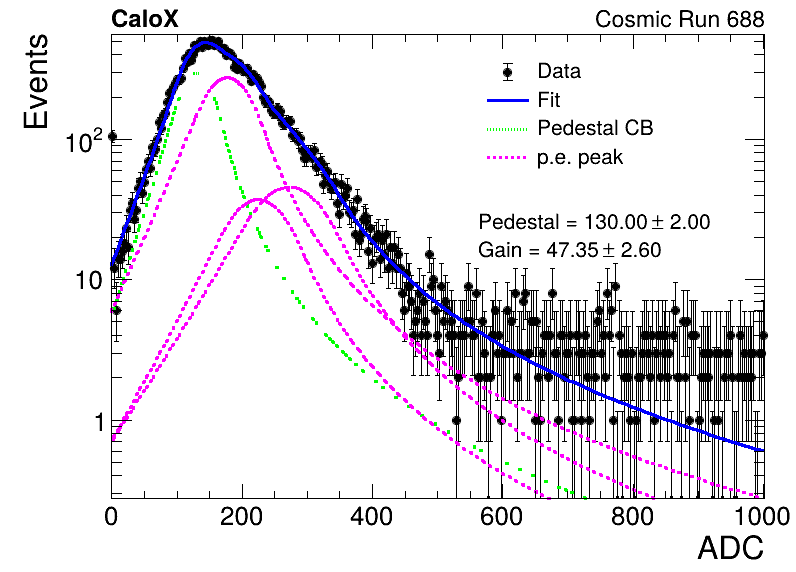 CaloX
Cosmic Run 688
Events
Data
Fit
Pedestal CB
p.e. peak
Pedestal = 130.00 ± 2.00
Gain = 47.35 ± 2.60
10²
10
1
0 200 400 600 800 1000
ADC